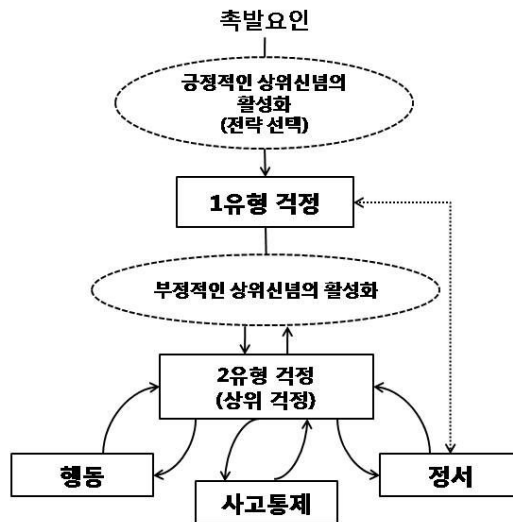 촉발요인
긍정적인 상위신념의
활성화
(전략 선택)
1유형 걱정
부정적인 상위신념의 활성화
2유형 걱정
(상위 걱정)
행동
정서
사고통제